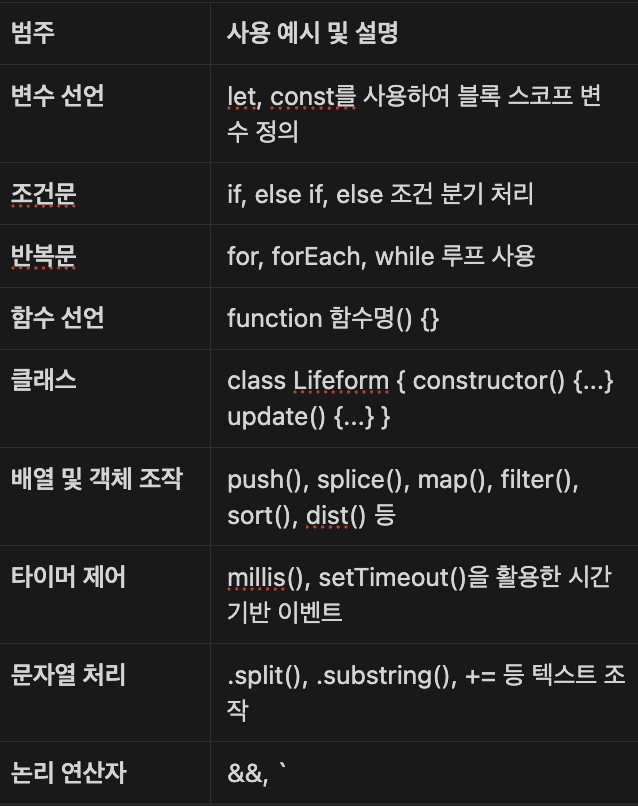 범주 사용 예시 및 설명
변수 선언 let, const를 사용하여 블록 스코프 변
수 정의
조건문 if, else if, else 조건 분기 처리
반복문 for, forEach, while 루프 사용
함수 선언 function 함수명() {}
클래스 class Lifeform { constructor() {...}
update() {...} }
배열 및 객체 조작 push(), splice(), map(), filter(),
sort(), dist() 등
타이머 제어 millis(), setTimeout()을 활용한 시간
기반 이벤트
문자열 처리 .split(), .substring(), += 등 텍스트 조
작
논리 연산자 &&, `